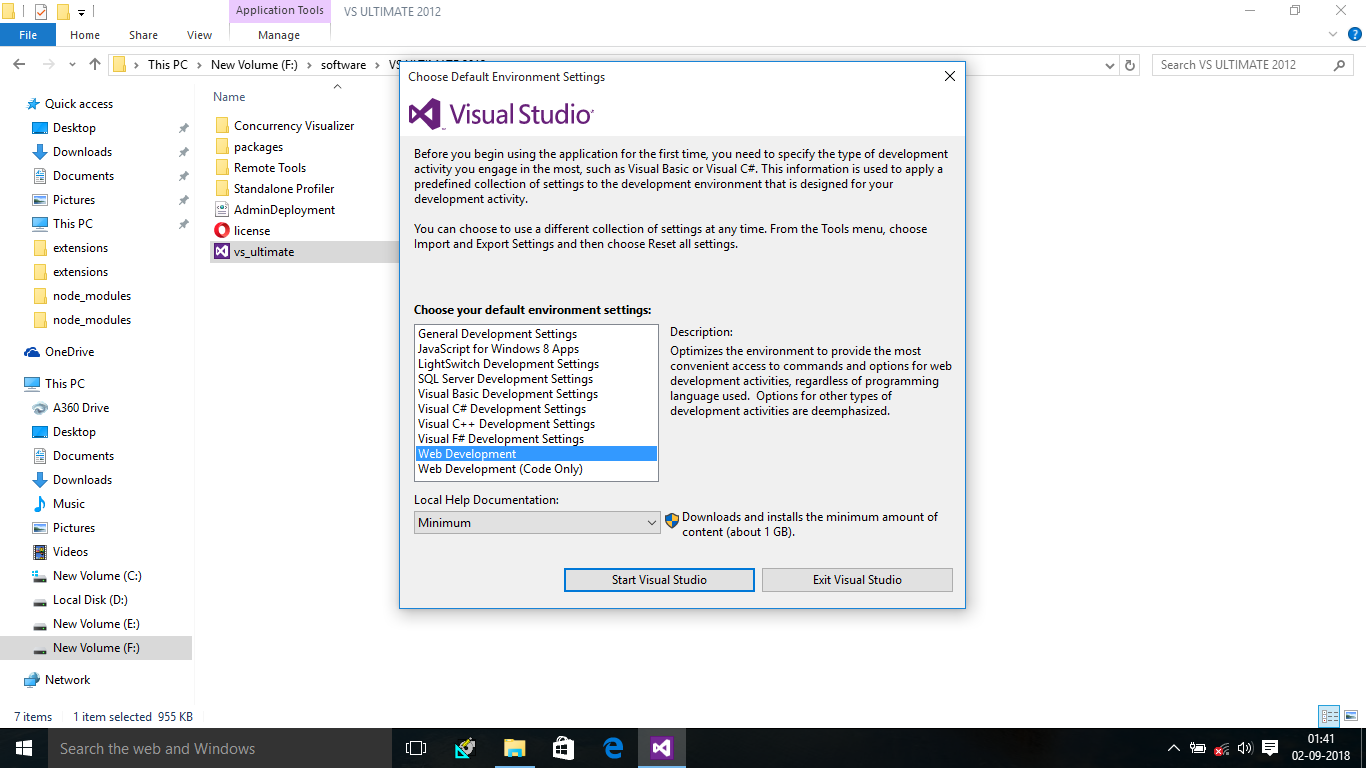 Application Tools
VS ULTIMATE 2012
File
Home
Share
View
Manage
This PC
New Volume (F:)
software
Search VS ULTIMATE 2012
Quick access
Desktop
Downloads
Documents
Pictures
This PC
extensions
extensions
node_modules
node_modules
OneDrive
This PC
A360 Drive
Desktop
Documents
Downloads
Music
Pictures
Videos
New Volume (C:)
Local Disk (D:)
New Volume (E:)
New Volume (F:)
Network
Name
Concurrency Visualizer
packages
Remote Tools
Standalone Profiler
AdminDeployment
license
vs_ultimate
Choose Default Environment Settings
Visual Studio
Before you begin using the application for the first time, you need to specify the type of development
activity you engage in the most, such as Visual Basic or Visual C#. This information is used to apply a
predefined collection of settings to the development environment that is designed for your
development activity.
You can choose to use a different collection of settings at any time. From the Tools menu, choose
Import and Export Settings and then choose Reset all settings.
Choose your default environment settings:
General Development Settings
JavaScript for Windows 8 Apps
LightSwitch Development Settings
SQL Server Development Settings
Visual Basic Development Settings
Visual C# Development Settings
Visual C++ Development Settings
Visual F# Development Settings
Web Development
Web Development (Code Only)
Description:
Optimizes the environment to provide the most
convenient access to commands and options for web
development activities, regardless of programming
language used.  Options for other types of
development activities are deemphasized.
Local Help Documentation:
Minimum
Downloads and installs the minimum amount of
content (about 1 GB).
Start Visual Studio
Exit Visual Studio
7 items
1 item selected  955 KB
Search the web and Windows
01:41
02-09-2018